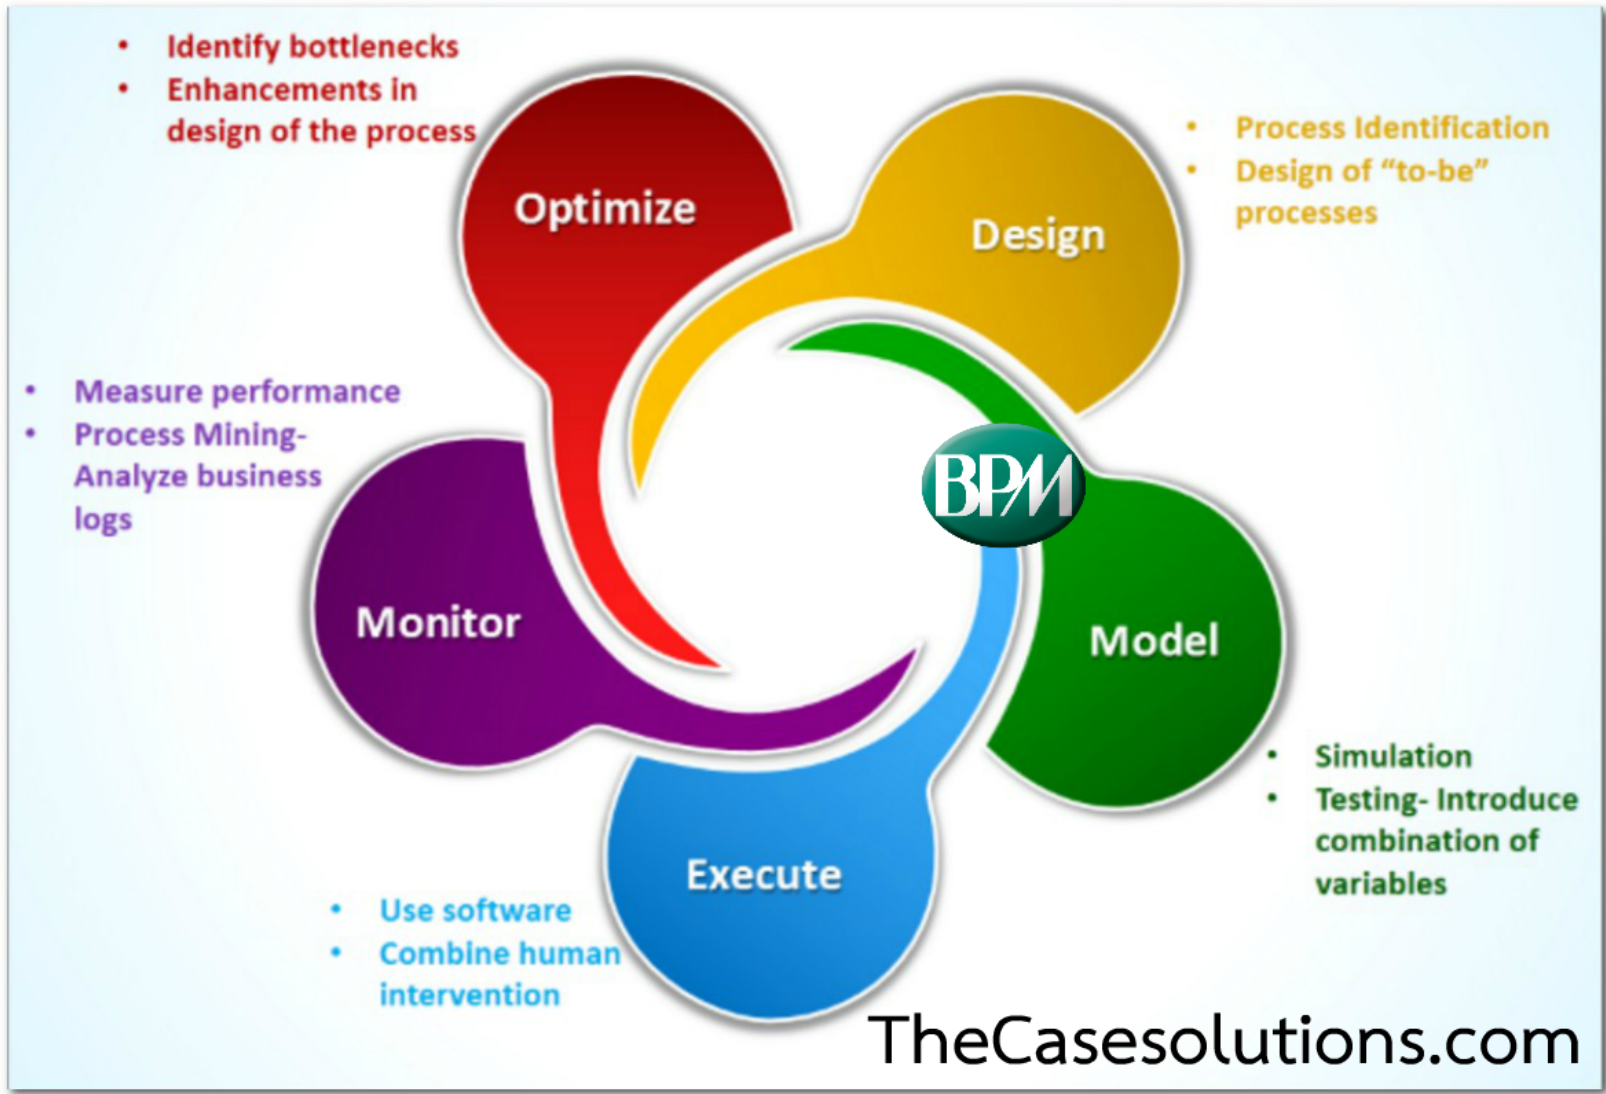 • Identify bottlenecks
• Enhancements in
design of the process
Optimize
Design
• Process Identification
• Design of “to-be”
processes
• Measure performance
• Process Mining-
Analyze business
logs
BPM
Monitor
Model
• Simulation
• Testing- Introduce
combination of
variables
Execute
• Use software
• Combine human
intervention
TheCasesolutions.com